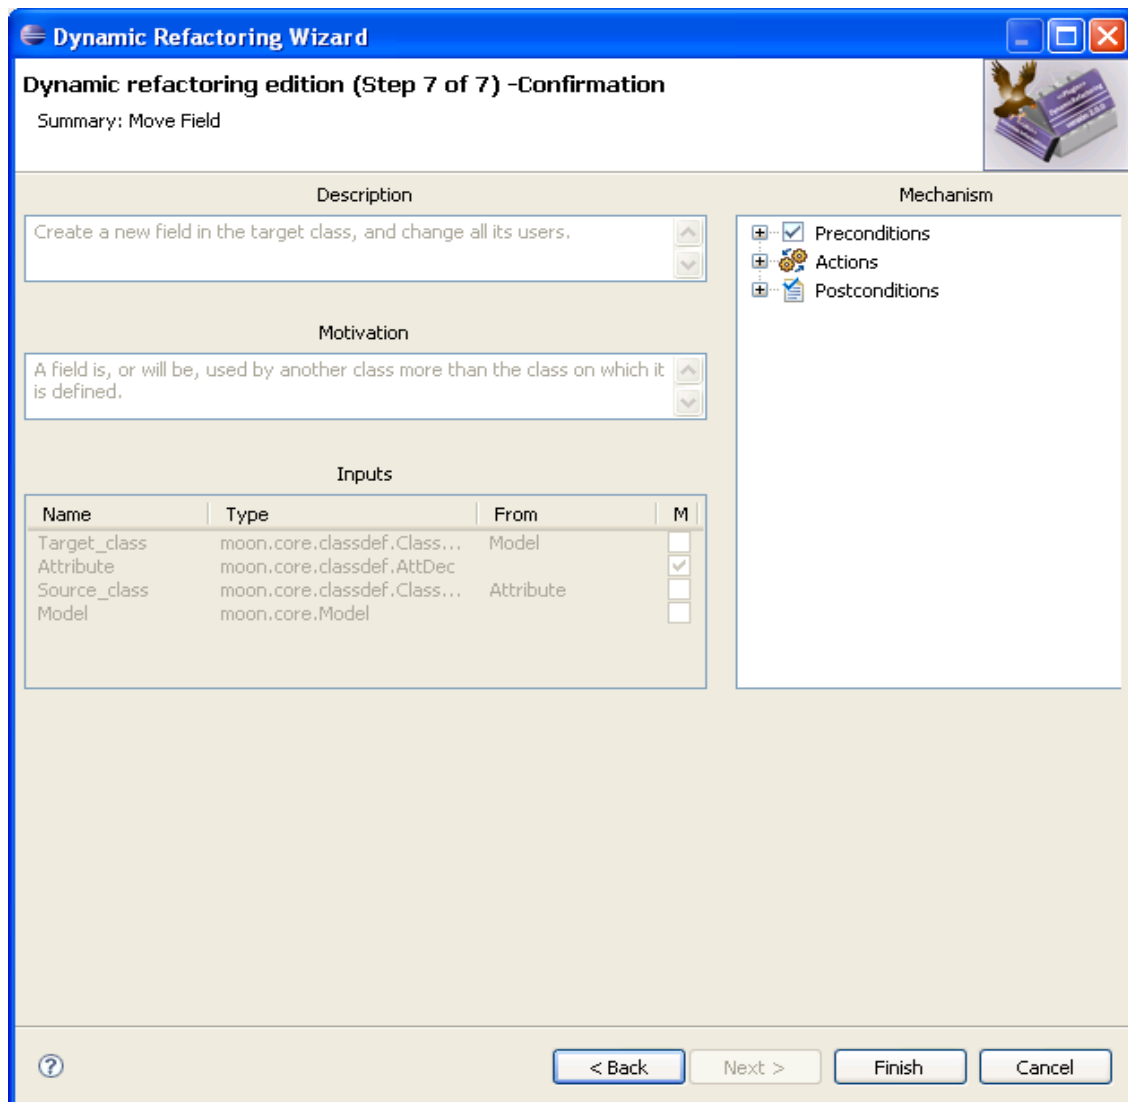 Dynamic Refactoring Wizard
Dynamic refactoring edition (Step 7 of 7) -Confirmation
Summary: Move Field
Description
Create a new field in the target class, and change all its users.
Motivation
A field is, or will be, used by another class more than the class on which it
is defined.
Inputs
Name Type From M
Target_class moon.core.classdef.Class... Model
Attribute moon.core.classdef.AttDec
Source_class moon.core.classdef.Class... Attribute
Model moon.core.Model
Mechanism
Preconditions
Actions
Postconditions
< Back Next > Finish Cancel